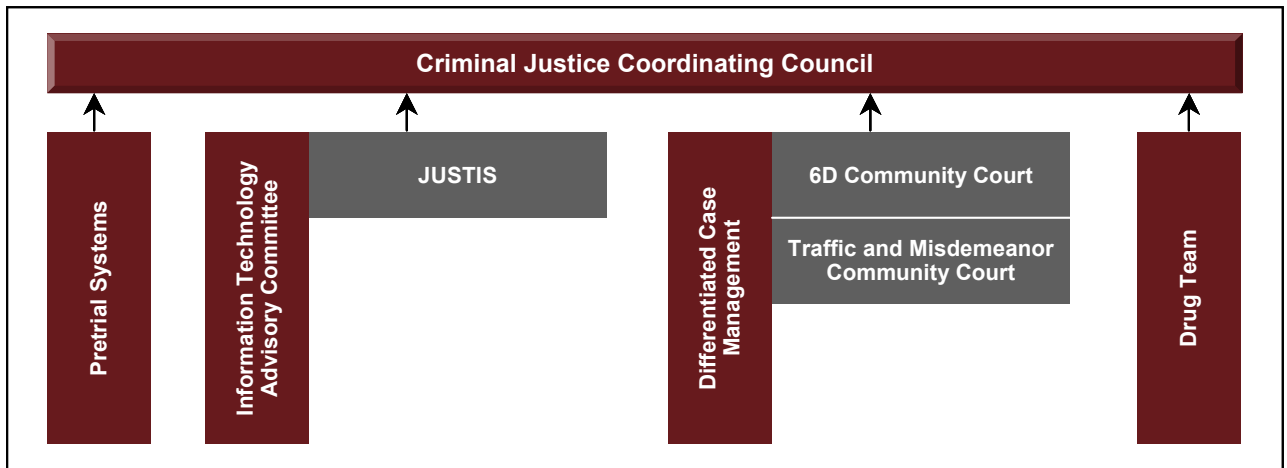 Criminal Justice Coordinating Council
Pretrial Systems
Information Technology
Advisory Committee
JUSTIS
Differentiated Case
Management
6D Community Court
Traffic and Misdemeanor
Community Court
Drug Team